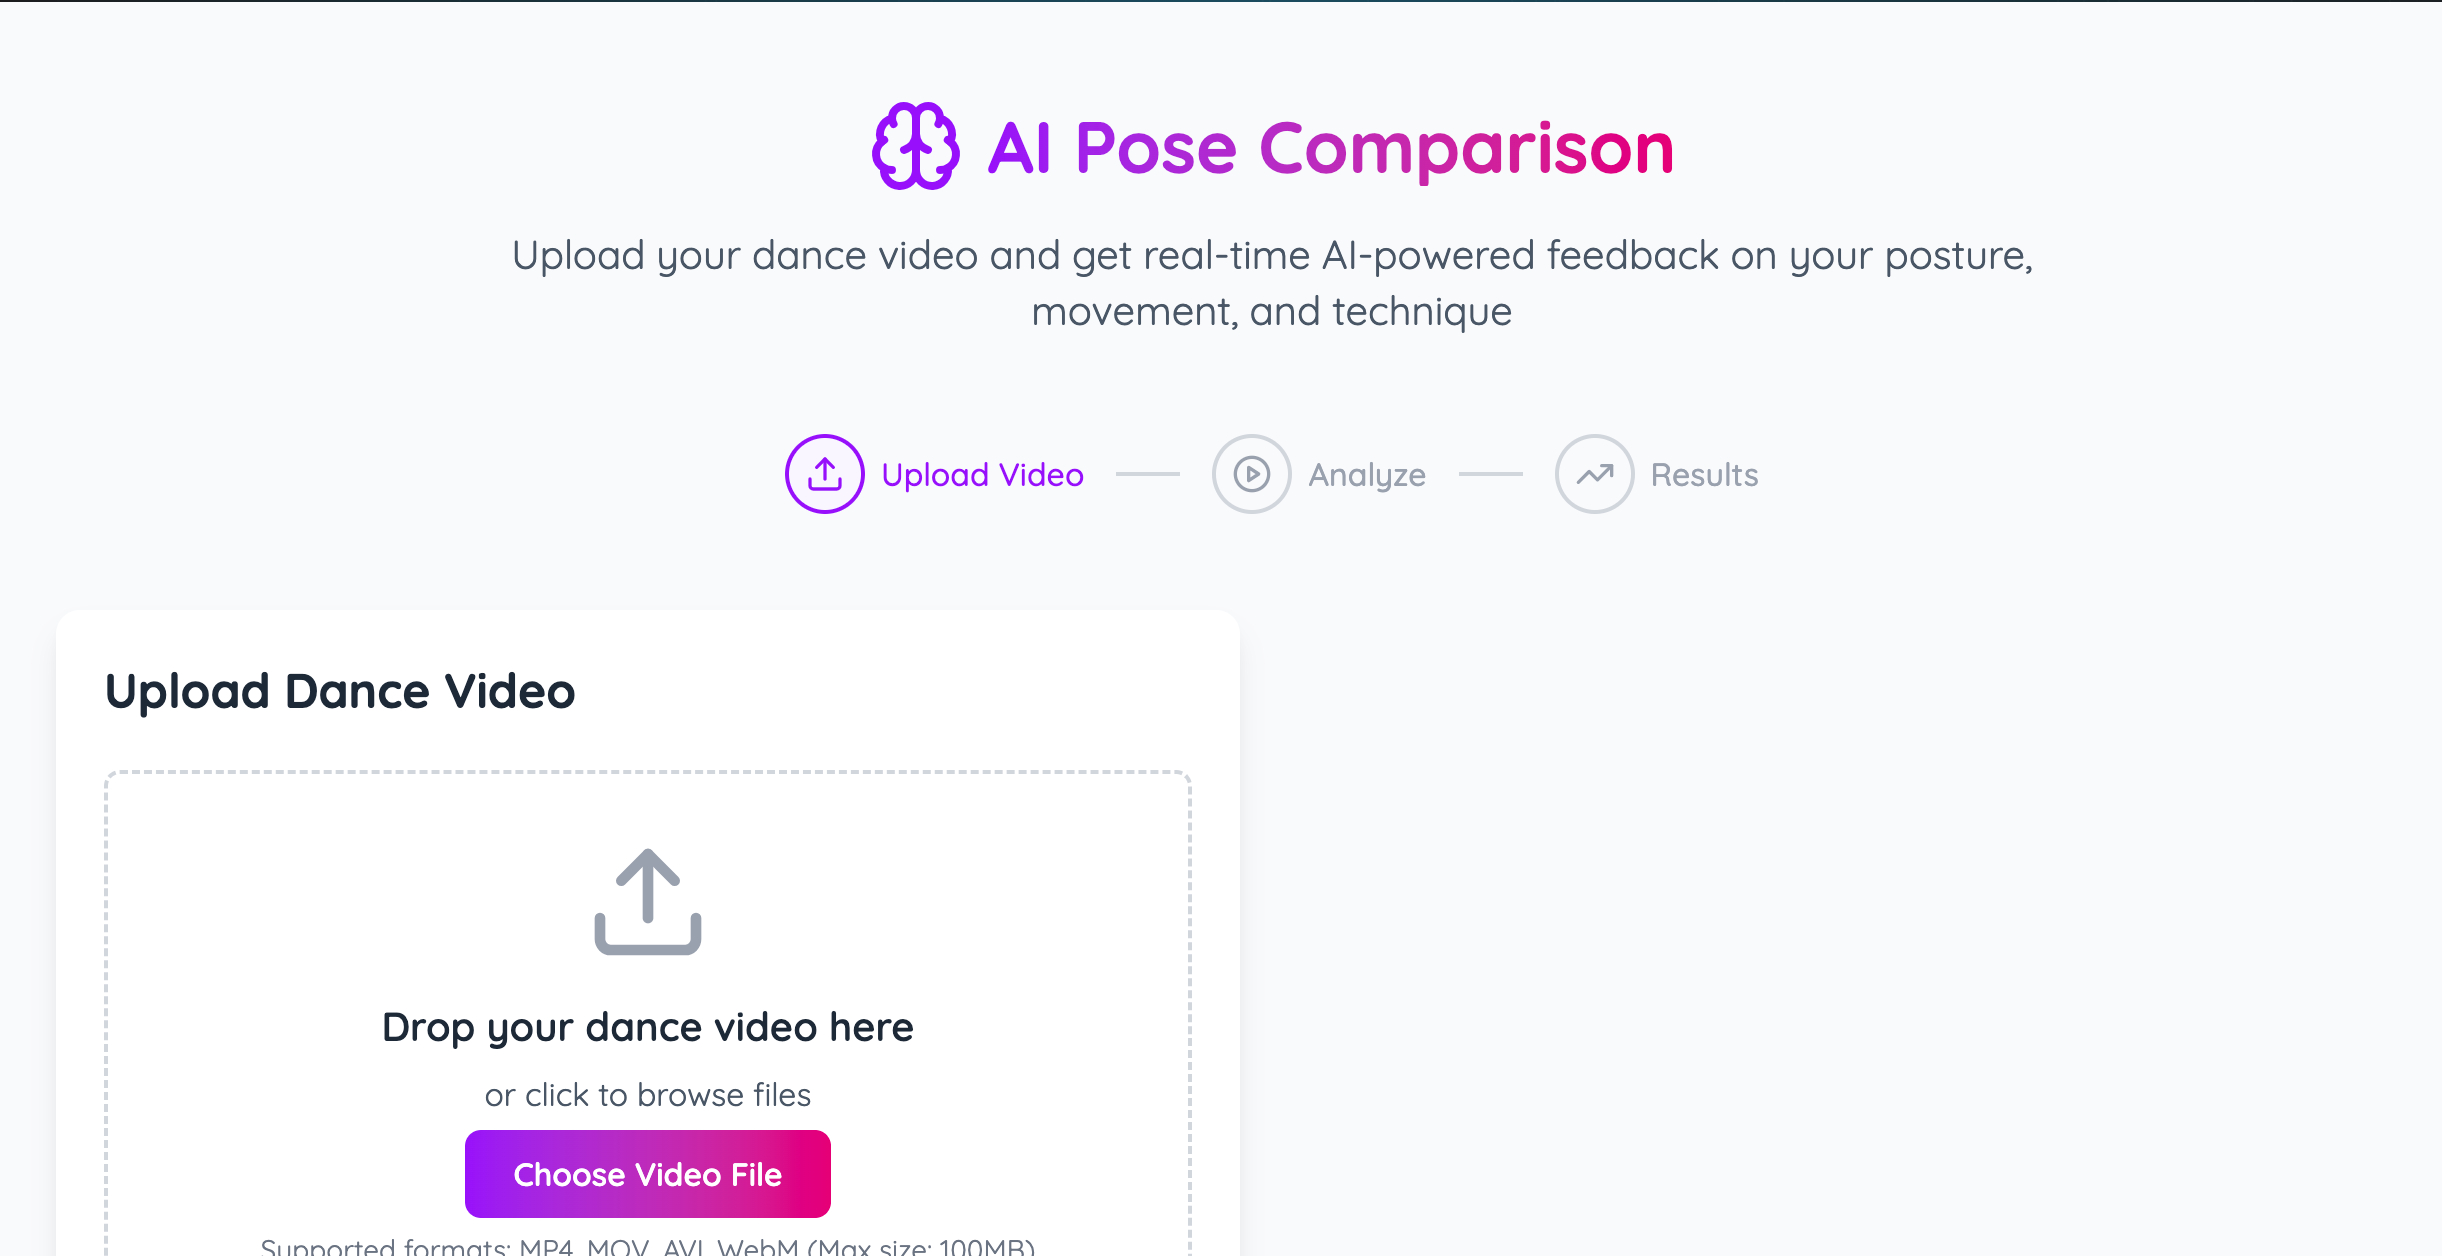 AI Pose Comparison
Upload your dance video and get real-time AI-powered feedback on your posture,
movement, and technique
Upload Video
Analyze
Results
Upload Dance Video
Drop your dance video here
or click to browse files
Choose Video File
Supported formats: MP4, MOV, AVI, WebM (Max size: 100MB)